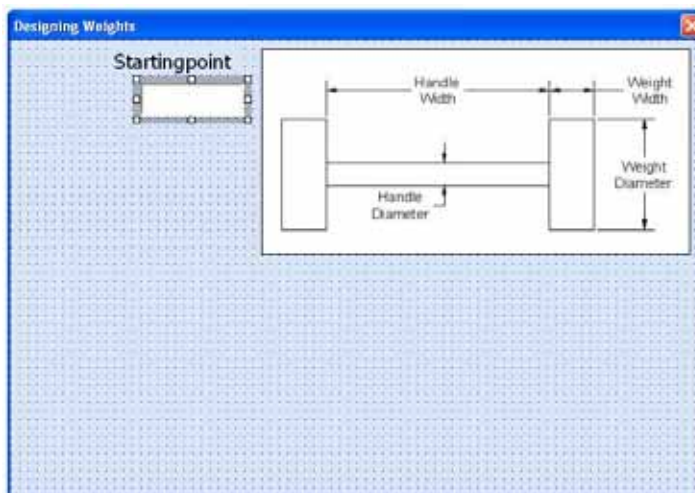 Designing Weights
Startingpoint
Handle
Width
Weight
Width
Weight
Diameter
Handle
Diameter